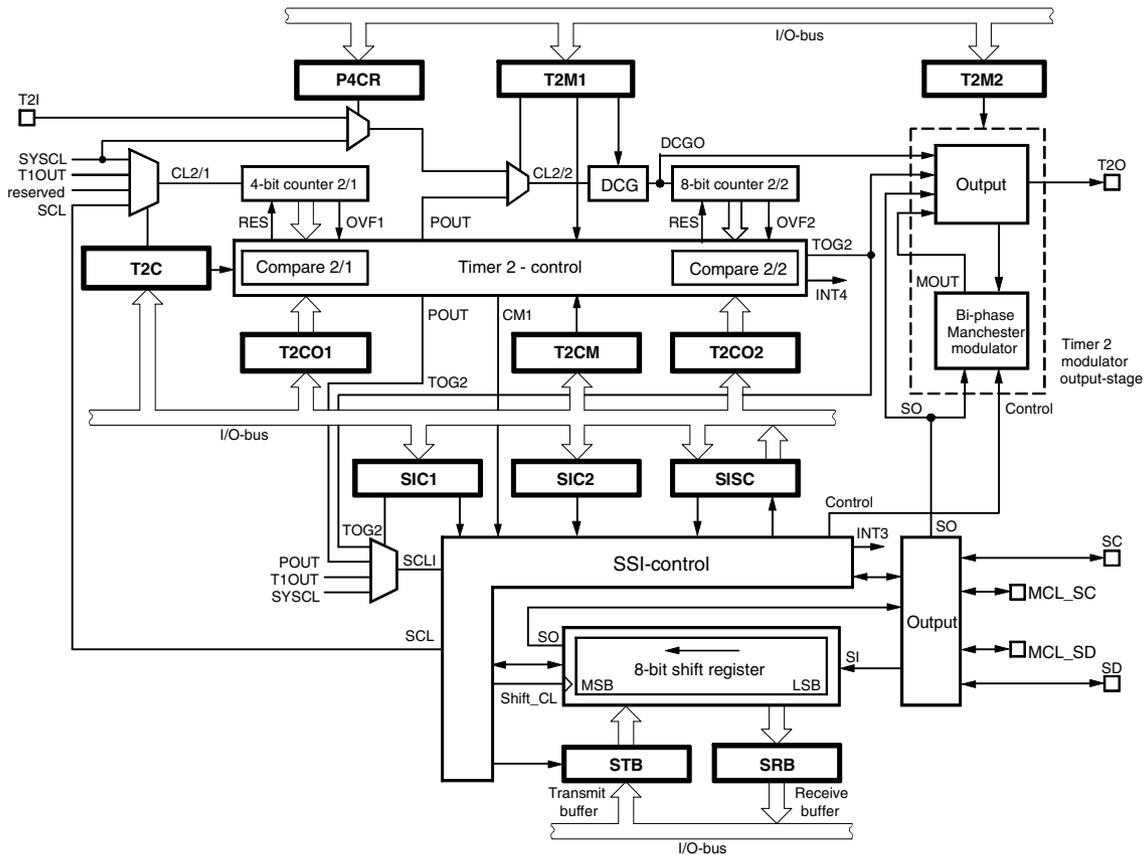 I/O-bus
P4CR
T2M1
T2M2
T2I
DCGO
SYSCL
T1OUT
reserved
SCL
CL2/1
4-bit counter 2/1
CL2/2
DCG
8-bit counter 2/2
Output
T2O
RES
OVF1
POUT
RES
OVF2
TOG2
T2C
Compare 2/1
Timer 2 - control
Compare 2/2
INT4
MOUT
POUT
CM1
Bi-phase
Manchester
modulator
T2CO1
T2CM
T2CO2
Timer 2
modulator
output-stage
TOG2
SO
Control
I/O-bus
SIC1
SIC2
SISC
Control
TOG2
INT3
SO
SC
POUT
T1OUT
SYSCL
SCLI
SSI-control
MCL_SC
Output
SCL
SO
8-bit shift register
SI
MCL_SD
SD
MSB
LSB
Shift_CL
STB
SRB
Transmit
buffer
Receive
buffer
I/O-bus